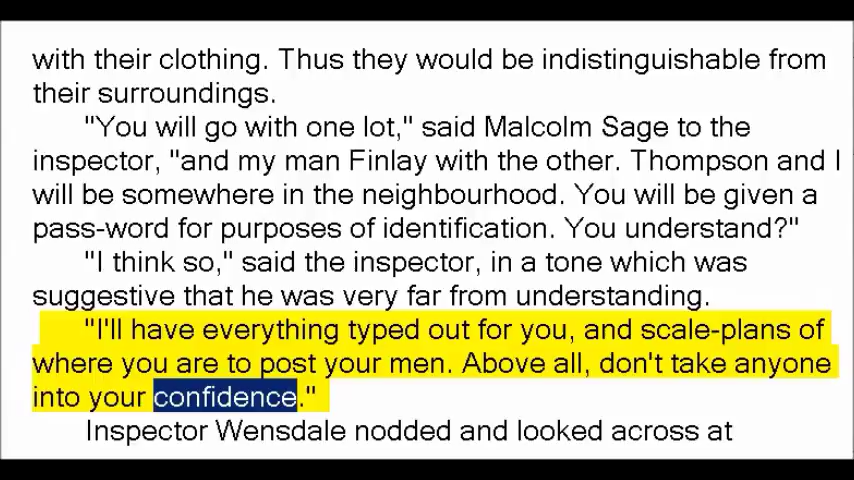 with their clothing. Thus they would be indistinguishable from
their surroundings.
"You will go with one lot," said Malcolm Sage to the
inspector, "and my man Finlay with the other. Thompson and I
will be somewhere in the neighbourhood. You will be given a
pass-word for purposes of identification. You understand?"
"I think so," said the inspector, in a tone which was
suggestive that he was very far from understanding.
"I'll have everything typed out for you, and scale-plans of
where you are to post your men. Above all, don't take anyone
into your confidence."
Inspector Wensdale nodded and looked across at